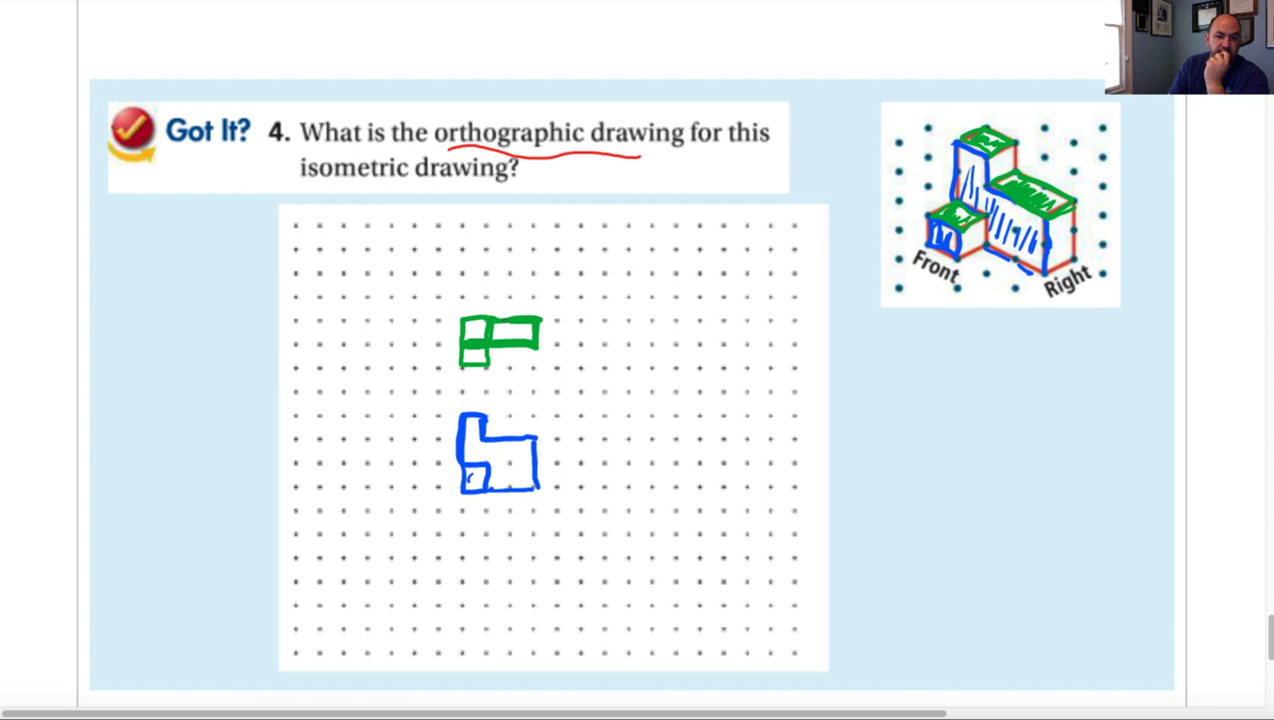 Got It? 4. What is the orthographic drawing for this
isometric drawing?
Front
Right